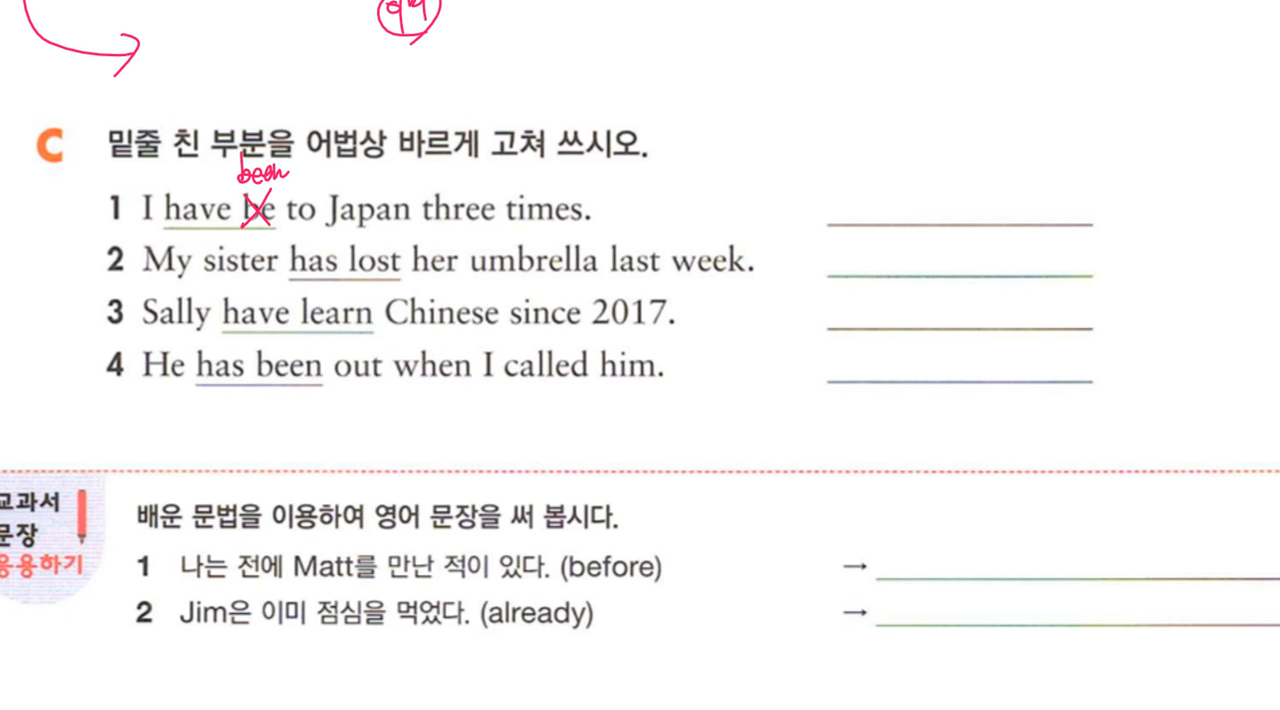 C 밑줄 친 부분을 어법상 바르게 고쳐 쓰시오.
been
1 I have be to Japan three times.
2 My sister has lost her umbrella last week.
3 Sally have learn Chinese since 2017.
4 He has been out when I called him.
교과서
문장
응용하기
배운 문법을 이용하여 영어 문장을 써 봅시다.
1 나는 전에 Matt를 만난 적이 있다. (before) →
2 Jim은 이미 점심을 먹었다. (already) →